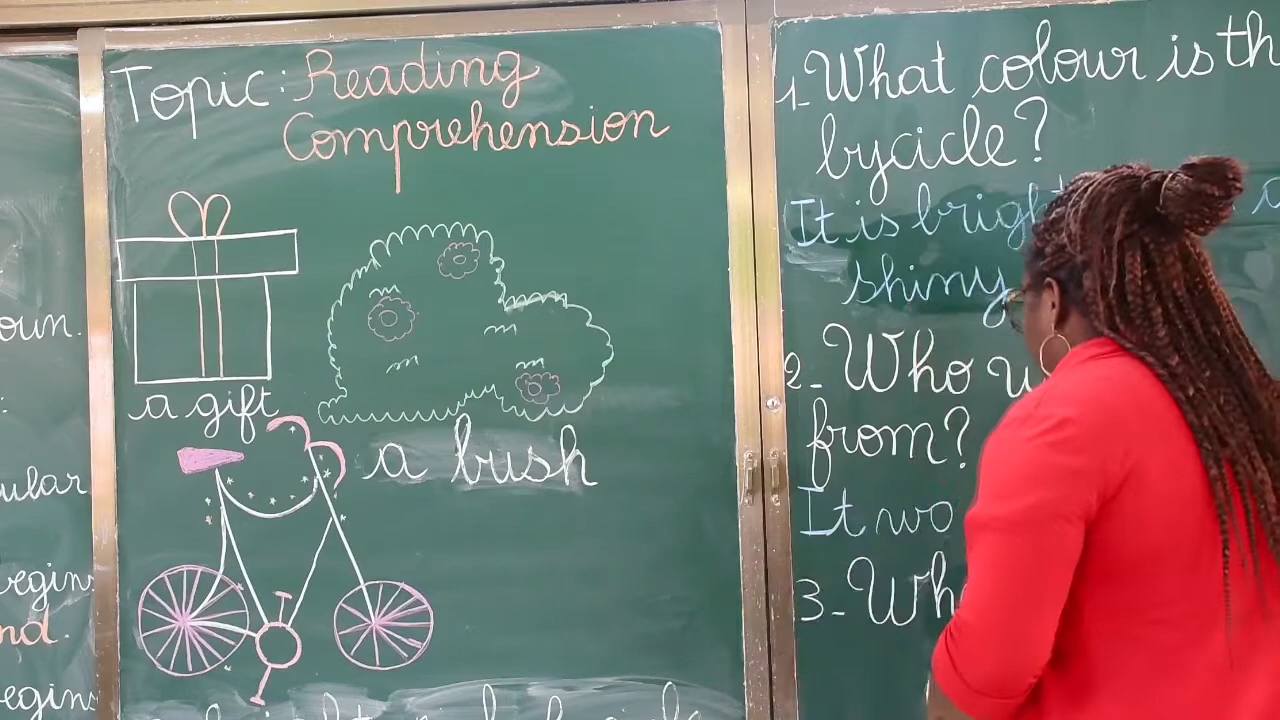 Topic: Reading
Comprehension
a gift
a bush
oun.
:
ular
egins
nd.
egins
1. What colour is th
bycicle?
It is brigh
shiny
2- Who w
from?
It wo
3- Wh